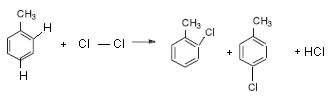 CH₃
H
H
+ Cl — Cl
CH₃
Cl
+
CH₃
Cl
+ HCl